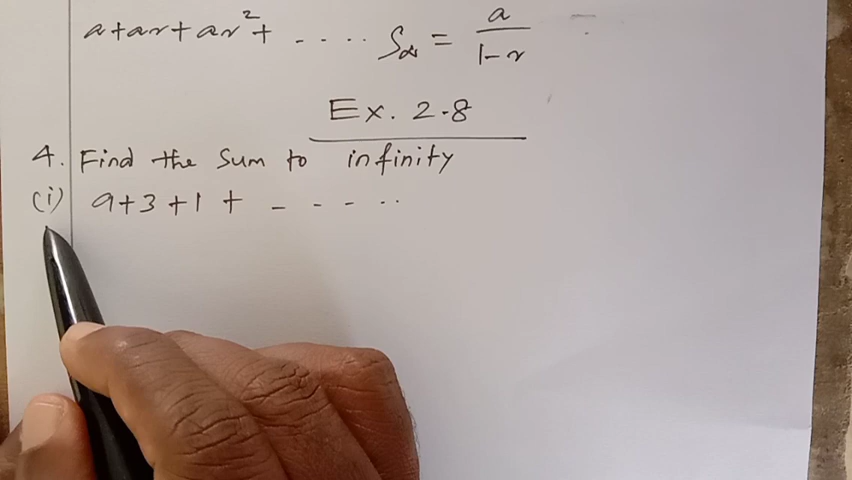 a+ar+ar²+ ..... S∞ = a/1-r
Ex. 2.8
4. Find the Sum to infinity
(i) 9+3+1+ - - - ..